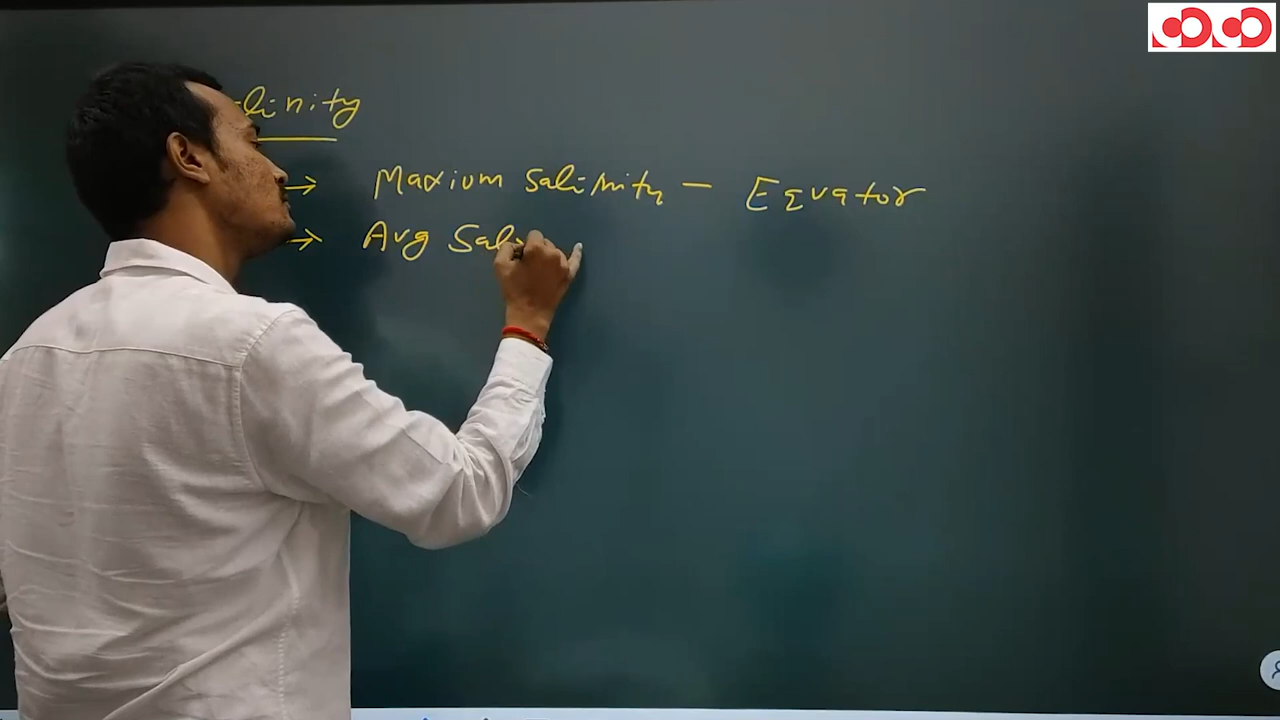 linity
→ Maxium Salinity - Equator
→ Avg Sal